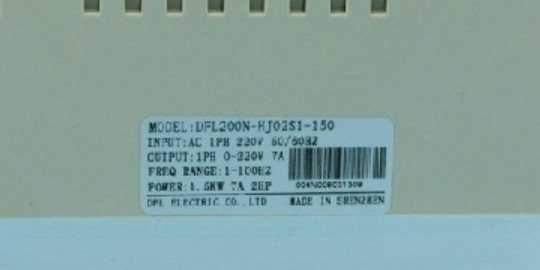 MODEL:DFL200N-HJ02S1-150
INPUT:AC 1PH 220V 50/60HZ
OUTPUT:1PH 0-220V 7A
FREQ RANGE:1-100HZ
POWER:1.5KW 7A 2HP
DFL ELECTRIC CO.,LTD MADE IN SHENZHEN